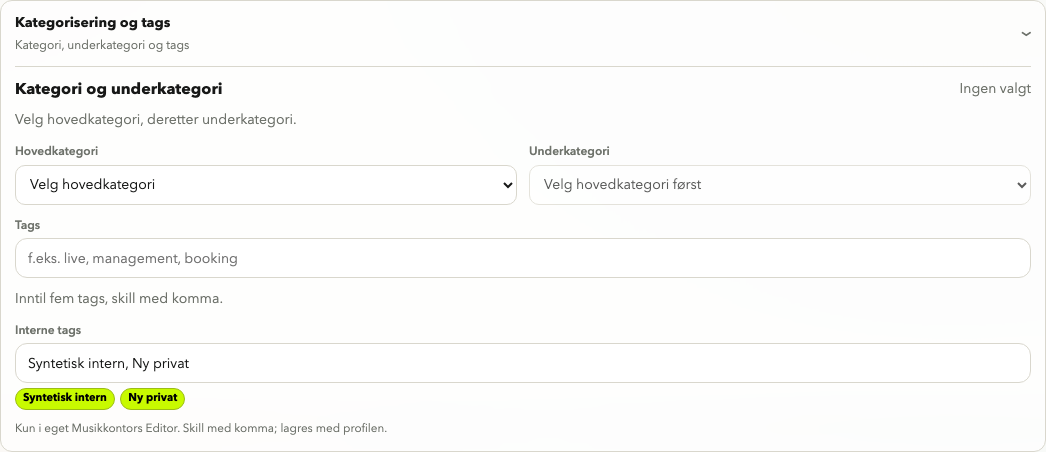 Kategorisering og tags
Kategori, underkategori og tags
Kategori og underkategori
Ingen valgt
Velg hovedkategori, deretter underkategori.
Hovedkategori
Underkategori
Velg hovedkategori
Velg hovedkategori først
Tags
f.eks. live, management, booking
Inntil fem tags, skill med komma.
Interne tags
Syntetisk intern, Ny privat
Syntetisk intern
Ny privat
Kun i eget Musikkontors Editor. Skill med komma; lagres med profilen.